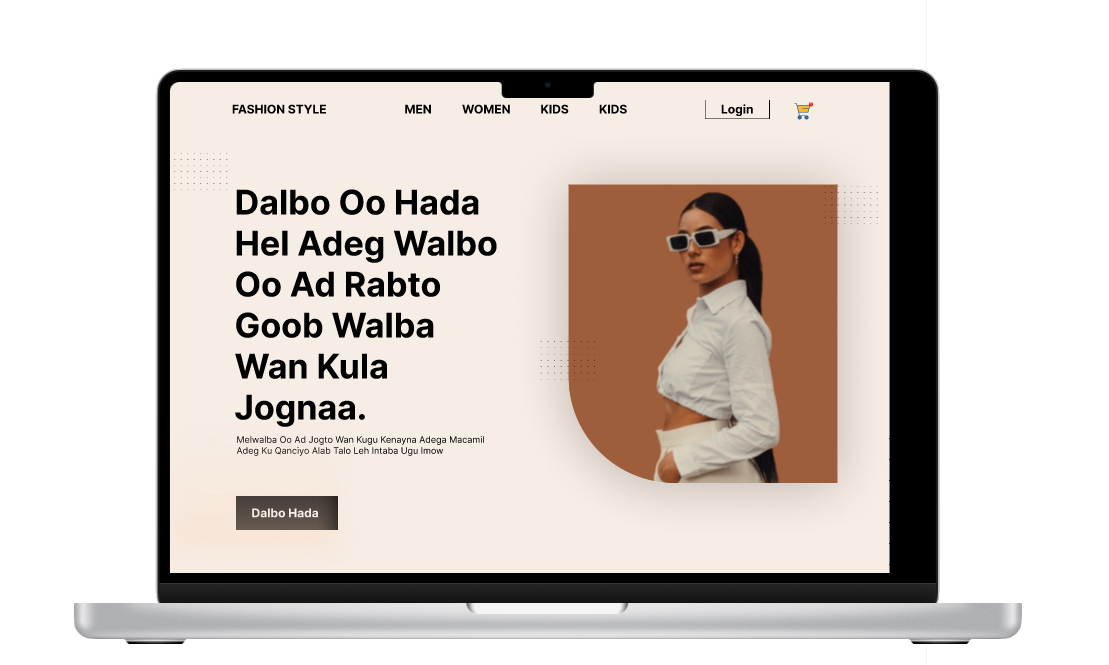 FASHION STYLE MEN WOMEN KIDS KIDS Login
Dalbo Oo Hada
Hel Adeg Walbo
Oo Ad Rabto
Goob Walba
Wan Kula
Jognaa.
Melwalba Oo Ad Jogto Wan Kugu Kenayna Adega Macamil
Adeg Ku Qanciyo Alab Talo Leh Intaba Ugu Imow
Dalbo Hada